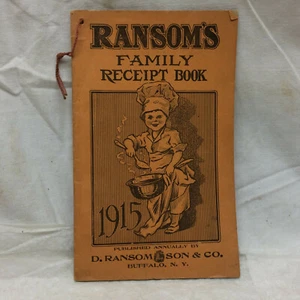 RANSOM'S
FAMILY
RECEIPT BOOK
1915
PUBLISHED ANNUALLY BY
D. RANSOM SON & CO.
BUFFALO, N. Y.